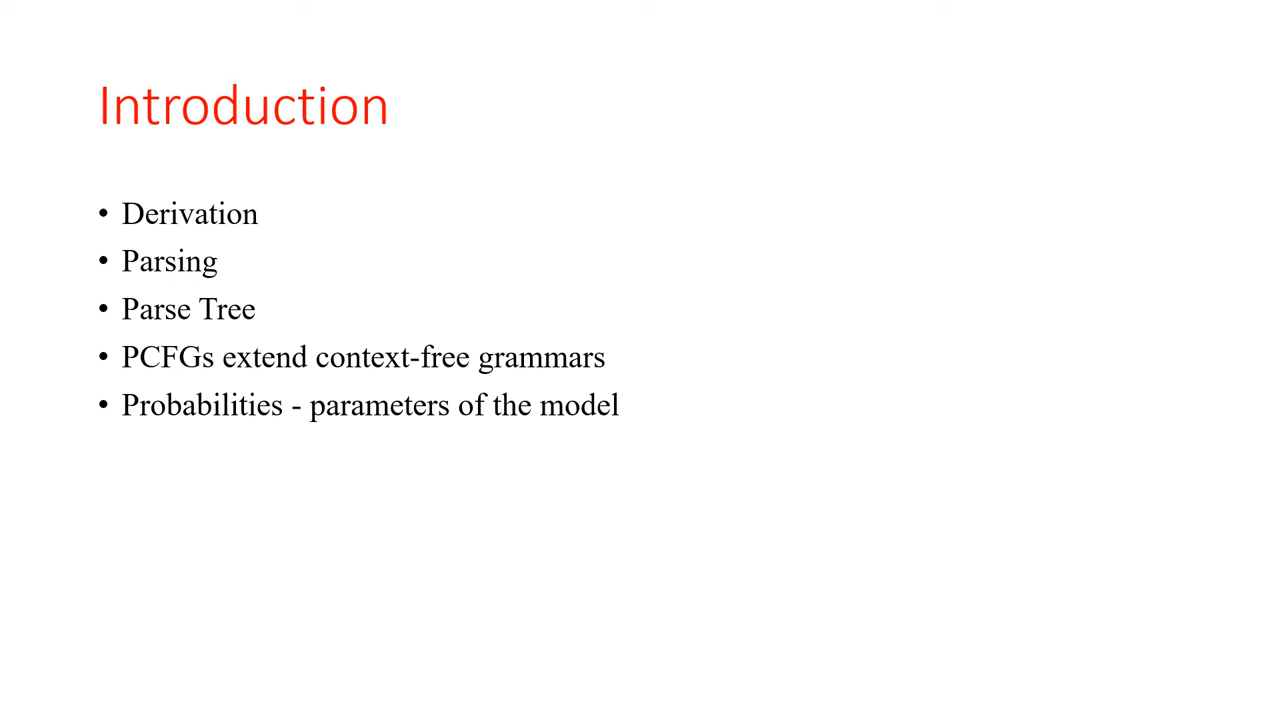 Introduction
• Derivation
• Parsing
• Parse Tree
• PCFGs extend context-free grammars
• Probabilities - parameters of the model